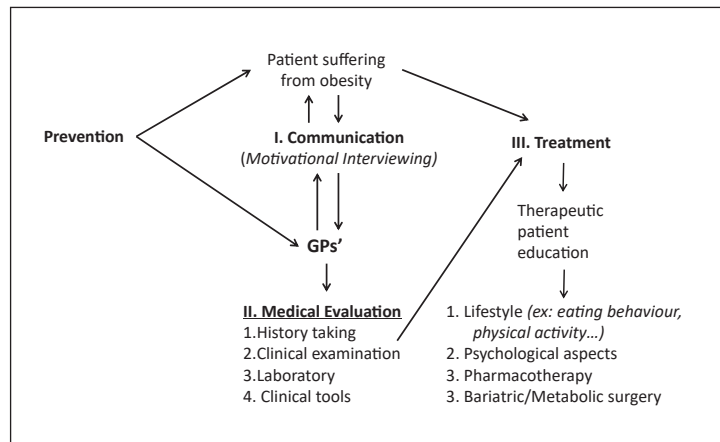 Patient suffering
from obesity
Prevention
I. Communication
(Motivational Interviewing)
III. Treatment
GPs’
Therapeutic
patient
education
II. Medical Evaluation
1.History taking
2.Clinical examination
3.Laboratory
4. Clinical tools
1. Lifestyle (ex: eating behaviour,
physical activity…)
2. Psychological aspects
3. Pharmacotherapy
3. Bariatric/Metabolic surgery